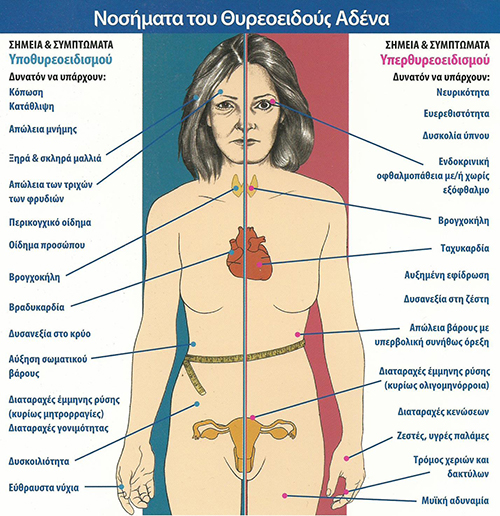 Νοσήματα του Θυρεοειδούς Αδένα
ΣΗΜΕΙΑ & ΣΥΜΠΤΩΜΑΤΑ
Υποθυρεοειδισμού
Δυνατόν να υπάρχουν:
Κόπωση
Κατάθλιψη
Απώλεια μνήμης
Ξηρά & σκληρά μαλλιά
Απώλεια των τριχών
των φρυδιών
Περικογχικό οίδημα
Οίδημα προσώπου
Βρογχοκήλη
Βραδυκαρδία
Δυσανεξία στο κρύο
Αύξηση σωματικού
βάρους
Διαταραχές έμμηνης ρύσης
(κυρίως μητρορραγίες)
Διαταραχές γονιμότητας
Δυσκοιλιότητα
Εύθραυστα νύχια
ΣΗΜΕΙΑ & ΣΥΜΠΤΩΜΑΤΑ
Υπερθυρεοειδισμού
Δυνατόν να υπάρχουν:
Νευρικότητα
Ευερεθιστότητα
Δυσκολία ύπνου
Ενδοκρινική
οφθαλμοπάθεια με/ή χωρίς
εξόφθαλμο
Βρογχοκήλη
Ταχυκαρδία
Αυξημένη εφίδρωση
Δυσανεξία στη ζέστη
Απώλεια βάρους με
υπερβολική συνήθως όρεξη
Διαταραχές έμμηνης ρύσης
(κυρίως ολιγομηνόρροια)
Διαταραχές κενώσεων
Ζεστές, υγρές παλάμες
Τρόμος χεριών και
δακτύλων
Μυϊκή αδυναμία